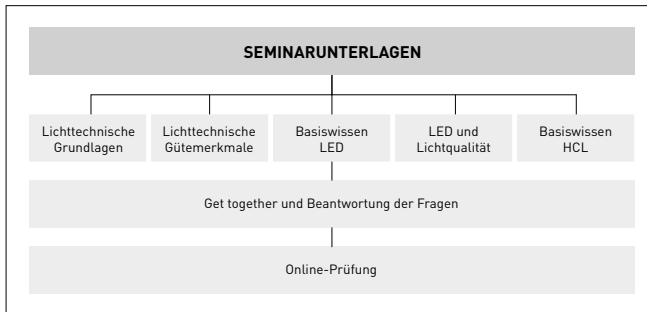 SEMINARUNTERLAGEN
Lichttechnische
Grundlagen
Lichttechnische
Gütemerkmale
Basiswissen
LED
LED und
Lichtqualität
Basiswissen
HCL
Get together und Beantwortung der Fragen
Online-Prüfung